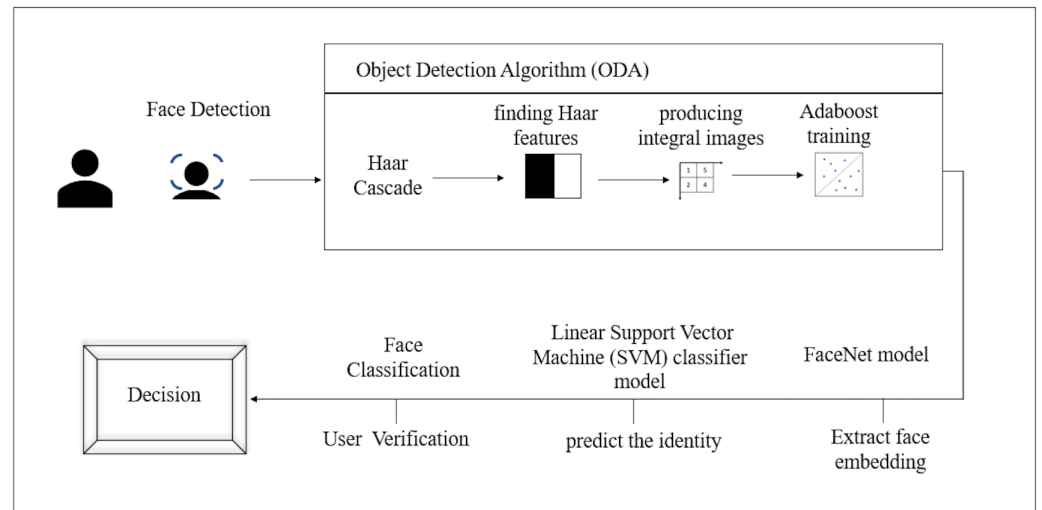 Object Detection Algorithm (ODA)
Face Detection
Haar
Cascade
finding Haar
features
producing
integral images
1 5
2 4
Adaboost
training
Decision
Face
Classification
User Verification
Linear Support Vector
Machine (SVM) classifier
model
predict the identity
FaceNet model
Extract face
embedding